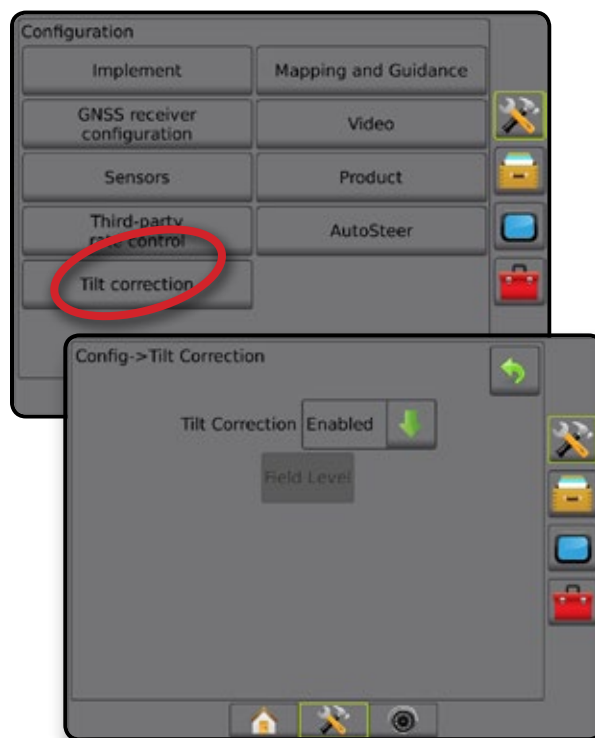 Configuration
Implement
Mapping and Guidance
GNSS receiver
configuration
Video
Sensors
Product
Third-party
rate control
AutoSteer
Tilt correction
Config->Tilt Correction
Tilt Correction Enabled
Field Level